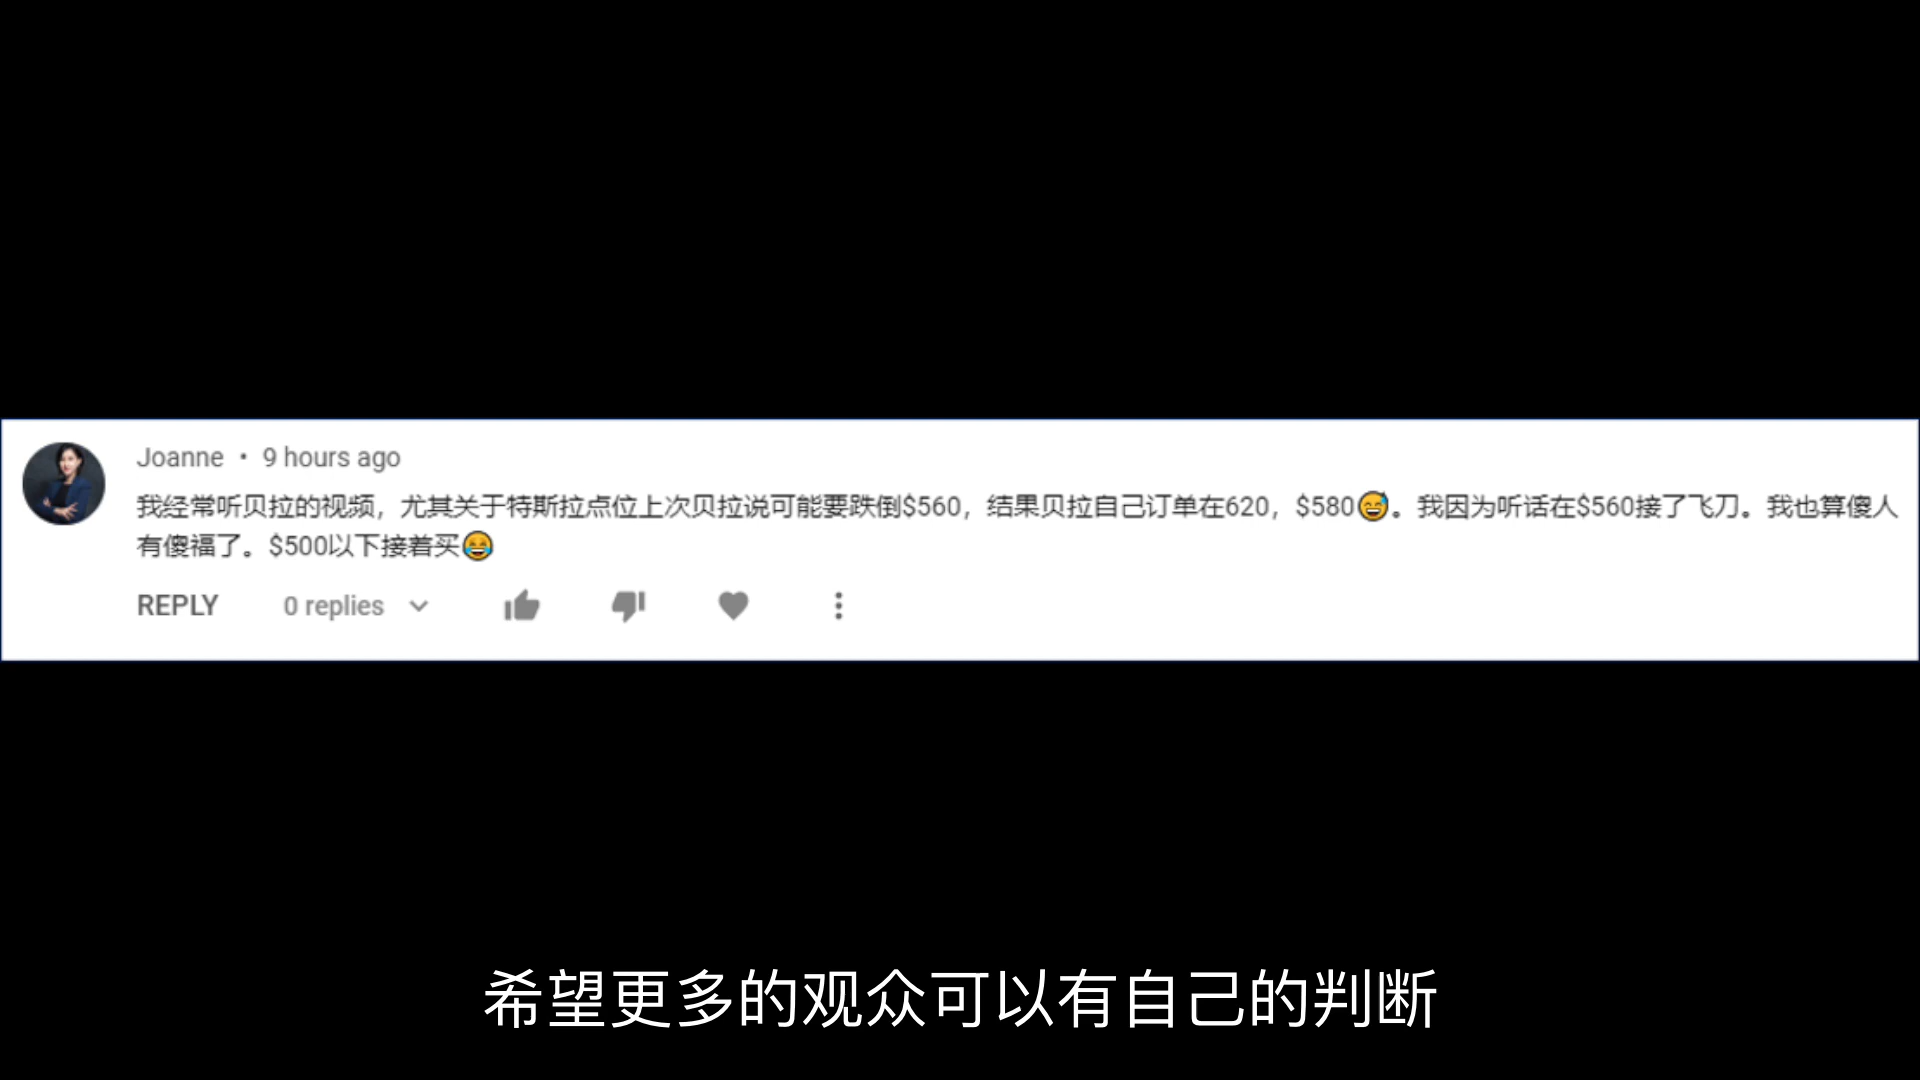 Joanne • 9 hours ago
我经常听贝拉的视频，尤其关于特斯拉点位上次贝拉说可能要跌倒$560，结果贝拉自己订单在620，$580😅。我因为听话在$560接了飞刀。我也算傻人
有傻福了。$500以下接着买😂
REPLY 0 replies
希望更多的观众可以有自己的判断